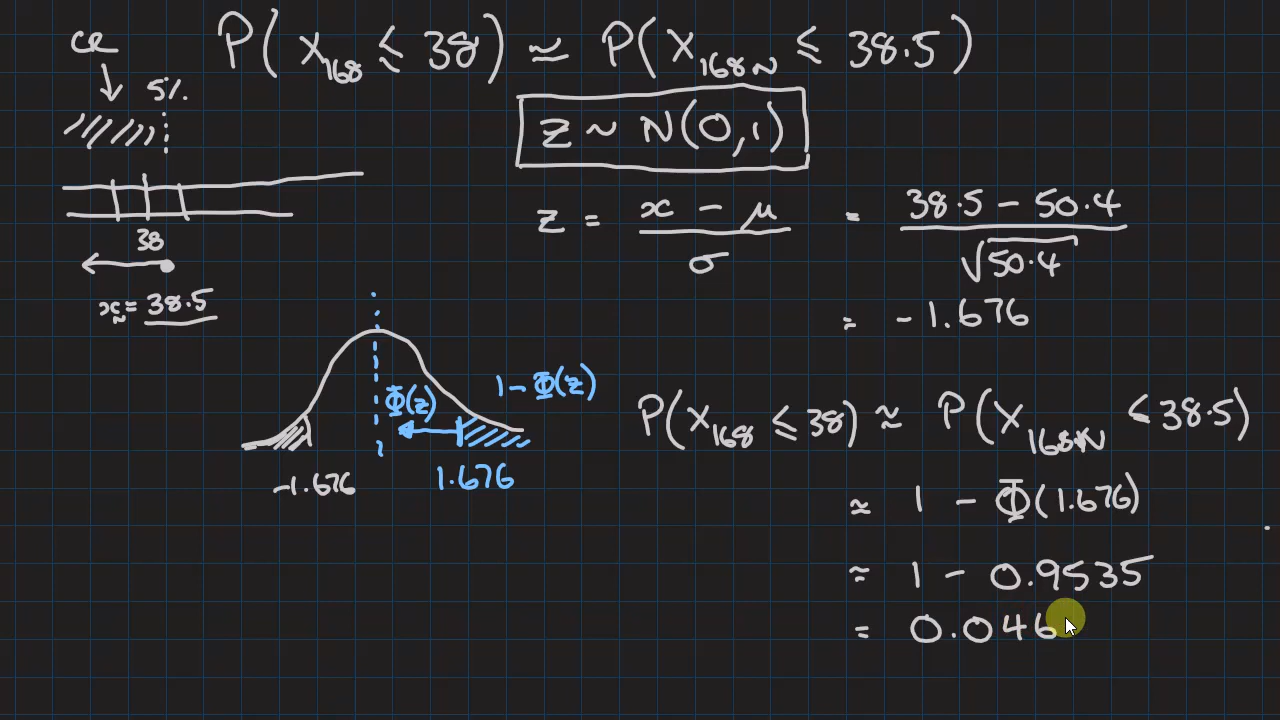 CR
P(X₁₆₈ ≤ 38) ≈ P(X₁₆₈N ≤ 38.5)
5%
Z ~ N(0,1)
38
x = 38.5
z = (x − μ)/σ = (38.5 − 50.4)/√50.4
= −1.676
Φ(z)
1 − Φ(z)
−1.676
1.676
P(X₁₆₈ ≤ 38) ≈ P(X₁₆₈N ≤ 38.5)
≈ 1 − Φ(1.676)
≈ 1 − 0.9535
= 0.046